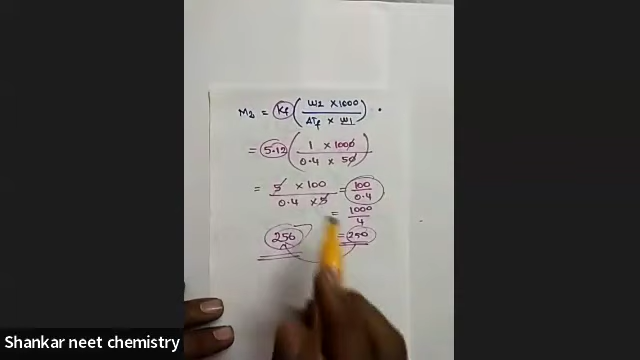 M2 = Kf ( W2 × 1000 / ΔTf × W1 ) .
= 5.12 ( 1 × 1000 / 0.4 × 50 )
= 5 × 100 / 0.4 × 5 = 100 / 0.4
= 1000 / 4
256 = 250
Shankar neet chemistry